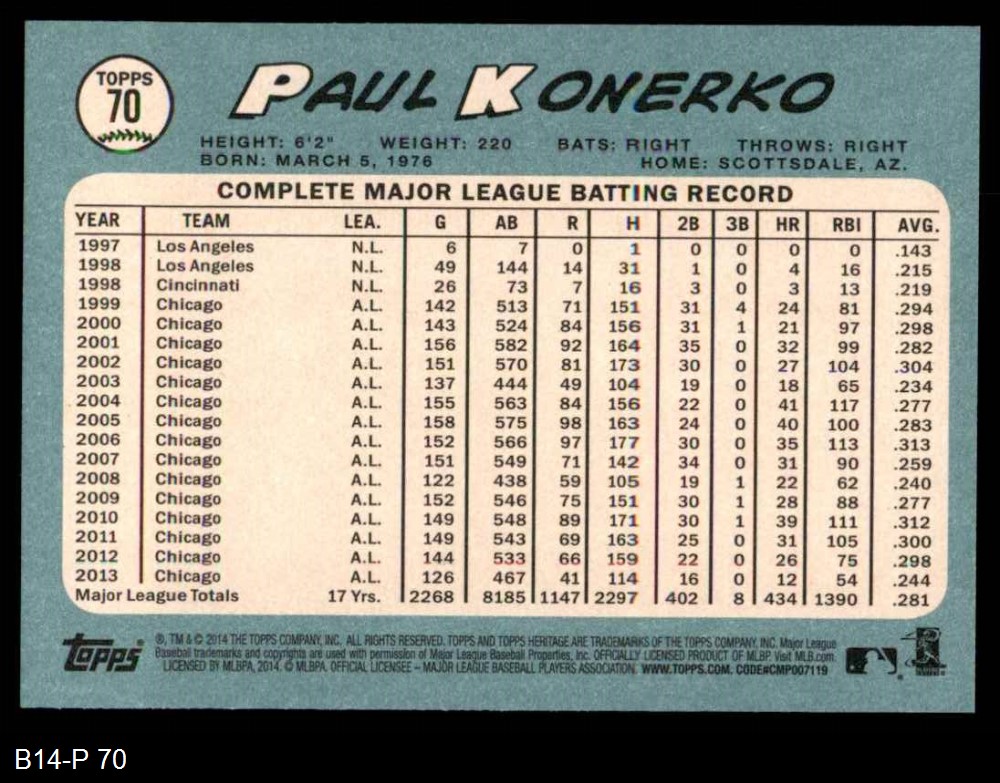 TOPPS
70
PAUL KONERKO
HEIGHT: 6'2" WEIGHT: 220 BATS: RIGHT THROWS: RIGHT
BORN: MARCH 5, 1976 HOME: SCOTTSDALE, AZ.
COMPLETE MAJOR LEAGUE BATTING RECORD
YEAR TEAM LEA. G AB R H 2B 3B HR RBI AVG.
1997 Los Angeles N.L. 6 7 0 1 0 0 0 0 .143
1998 Los Angeles N.L. 49 144 14 31 1 0 4 16 .215
1998 Cincinnati N.L. 26 73 7 16 3 0 3 13 .219
1999 Chicago A.L. 142 513 71 151 31 4 24 81 .294
2000 Chicago A.L. 143 524 84 156 31 1 21 97 .298
2001 Chicago A.L. 156 582 92 164 35 0 32 99 .282
2002 Chicago A.L. 151 570 81 173 30 0 27 104 .304
2003 Chicago A.L. 137 444 49 104 19 0 18 65 .234
2004 Chicago A.L. 155 563 84 156 22 0 41 117 .277
2005 Chicago A.L. 158 575 98 163 24 0 40 100 .283
2006 Chicago A.L. 152 566 97 177 30 0 35 113 .313
2007 Chicago A.L. 151 549 71 142 34 0 31 90 .259
2008 Chicago A.L. 122 438 59 105 19 1 22 62 .240
2009 Chicago A.L. 152 546 75 151 30 1 28 88 .277
2010 Chicago A.L. 149 548 89 171 30 1 39 111 .312
2011 Chicago A.L. 149 543 69 163 25 0 31 105 .300
2012 Chicago A.L. 144 533 66 159 22 0 26 75 .298
2013 Chicago A.L. 126 467 41 114 16 0 12 54 .244
Major League Totals 17 Yrs. 2268 8185 1147 2297 402 8 434 1390 .281
Topps
®, TM & © 2014 THE TOPPS COMPANY, INC. ALL RIGHTS RESERVED. TOPPS AND TOPPS HERITAGE ARE TRADEMARKS OF THE TOPPS COMPANY, INC. Major League
Baseball trademarks and copyrights are used with permission of Major League Baseball Properties, Inc. OFFICIALLY LICENSED PRODUCT OF MLBP. Visit MLB.com.
LICENSED BY MLBPA, 2014. © MLBPA. OFFICIAL LICENSEE – MAJOR LEAGUE BASEBALL PLAYERS ASSOCIATION. WWW.TOPPS.COM. CODE#CMP007119
B14-P 70